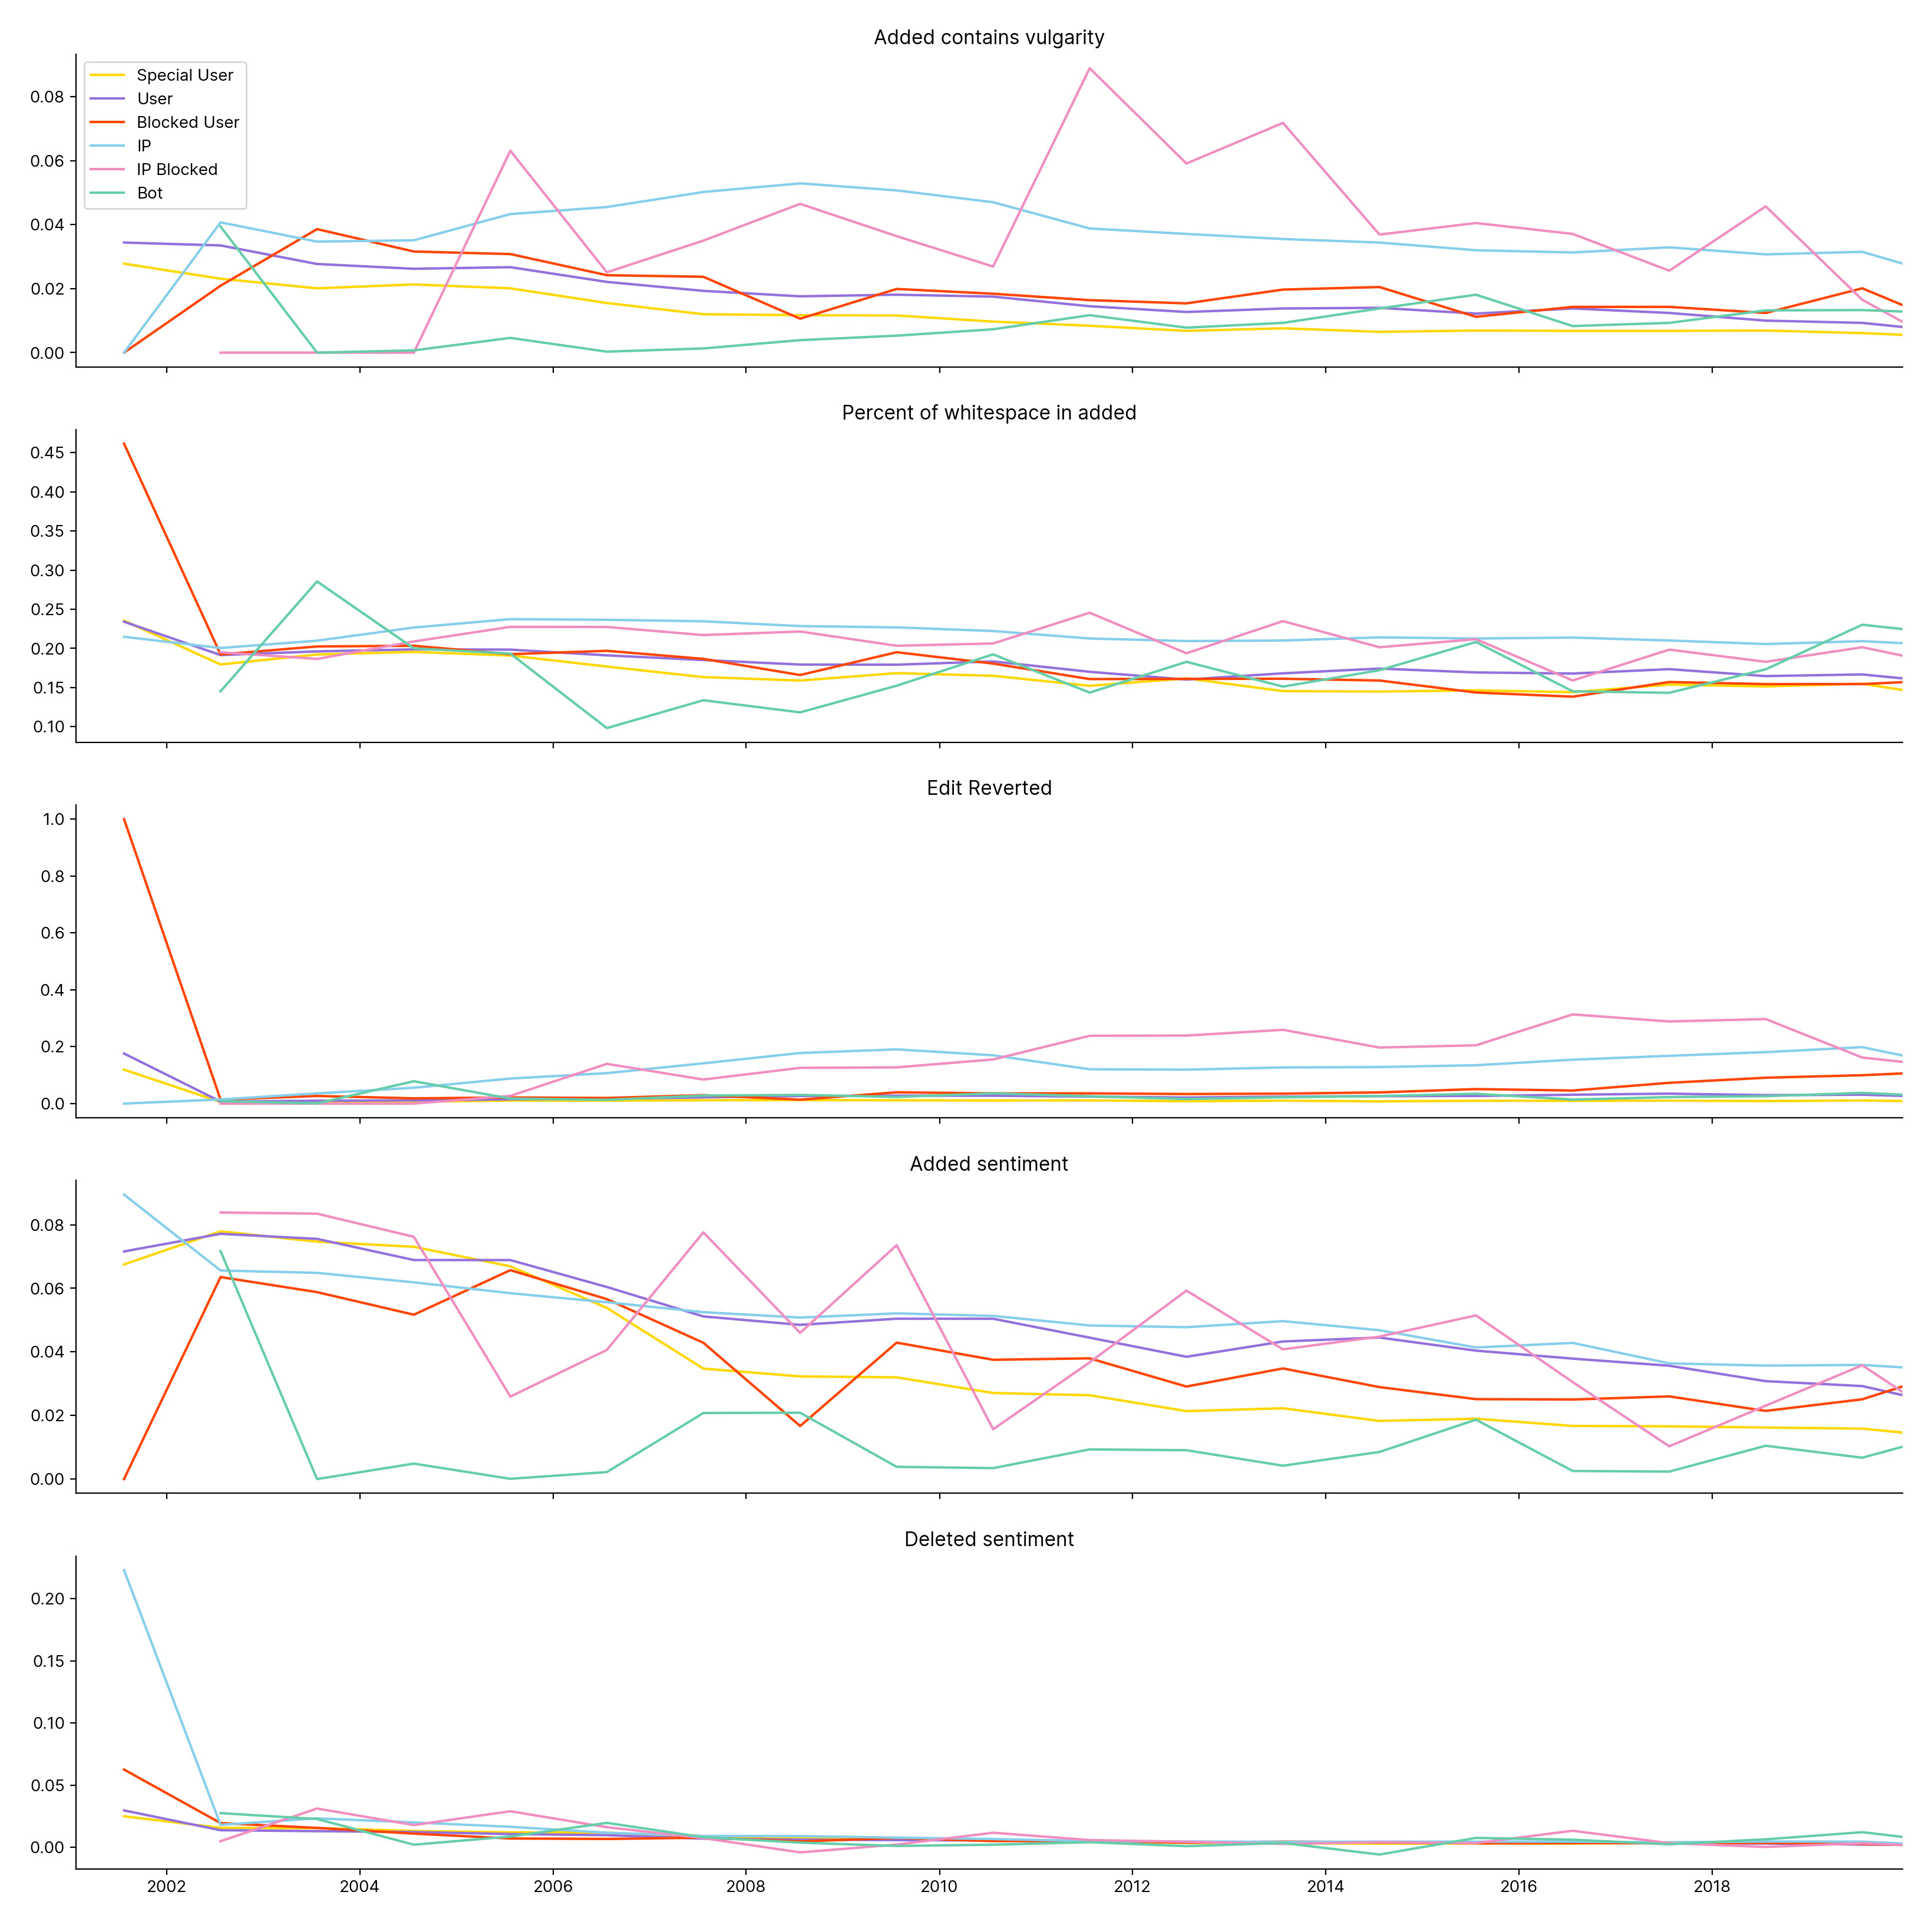 Added contains vulgarity
Special User
User
Blocked User
IP
IP Blocked
Bot
0.08
0.06
0.04
0.02
0.00
Percent of whitespace in added
0.45
0.40
0.35
0.30
0.25
0.20
0.15
0.10
Edit Reverted
1.0
0.8
0.6
0.4
0.2
0.0
Added sentiment
0.08
0.06
0.04
0.02
0.00
Deleted sentiment
0.20
0.15
0.10
0.05
0.00
2002 2004 2006 2008 2010 2012 2014 2016 2018